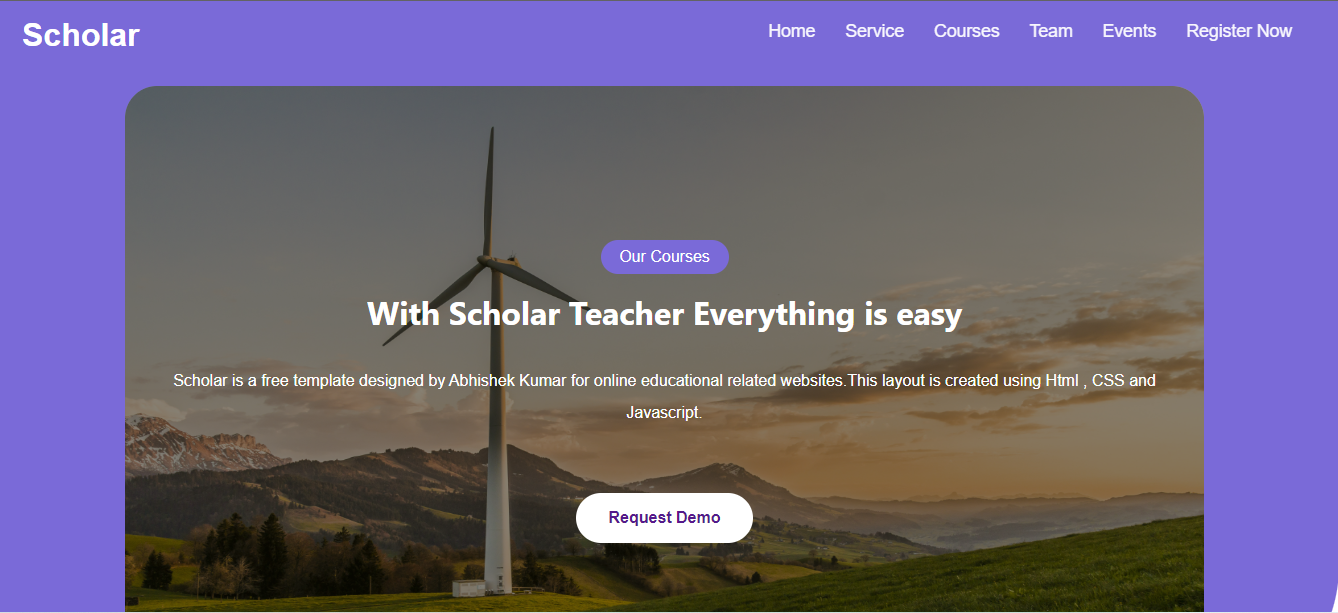 Scholar
Home Service Courses Team Events Register Now
Our Courses
With Scholar Teacher Everything is easy
Scholar is a free template designed by Abhishek Kumar for online educational related websites.This layout is created using Html , CSS and
Javascript.
Request Demo